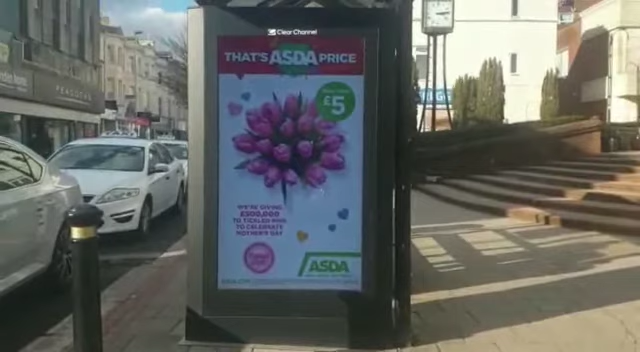 Clear Channel
THAT'S ASDA PRICE
£5
WE'RE GIVING
£500,000
TO TICKLED PINK
TO CELEBRATE
MOTHER'S DAY
ASDA
PEACOCKS